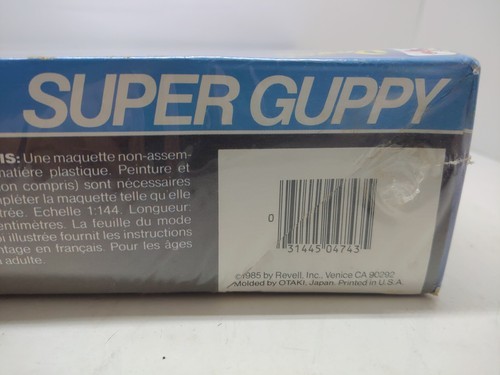 SUPER GUPPY
IS: Une maquette non-assem-
matière plastique. Peinture et
on compris) sont nécessaires
pléter la maquette telle qu'elle
trée. Echelle 1:144. Longueur:
entimètres. La feuille du mode
oi illustrée fournit les instructions
ntage en français. Pour les âges
adulte.
0 31445 04743
©1985 by Revell, Inc., Venice CA 90292
Molded by OTAKI, Japan. Printed in U.S.A.